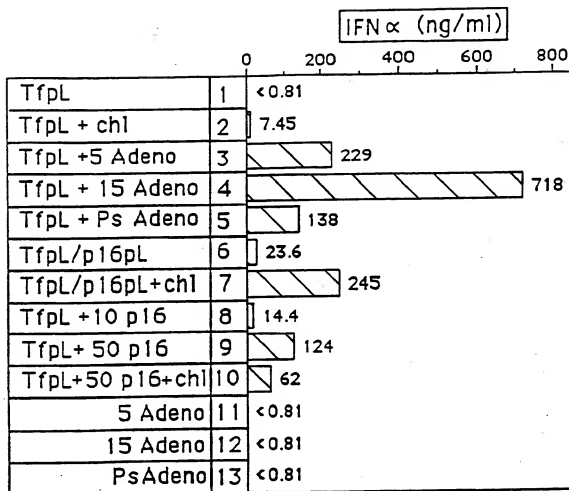 IFN∝ (ng/ml)
0 200 400 600 800
TfpL 1 <0.81
TfpL + chl 2 7.45
TfpL +5 Adeno 3 229
TfpL + 15 Adeno 4 718
TfpL + Ps Adeno 5 138
TfpL/p16pL 6 23.6
TfpL/p16pL+chl 7 245
TfpL +10 p16 8 14.4
TfpL+ 50 p16 9 124
TfpL+50 p16+chl 10 62
5 Adeno 11 <0.81
15 Adeno 12 <0.81
PsAdeno 13 <0.81